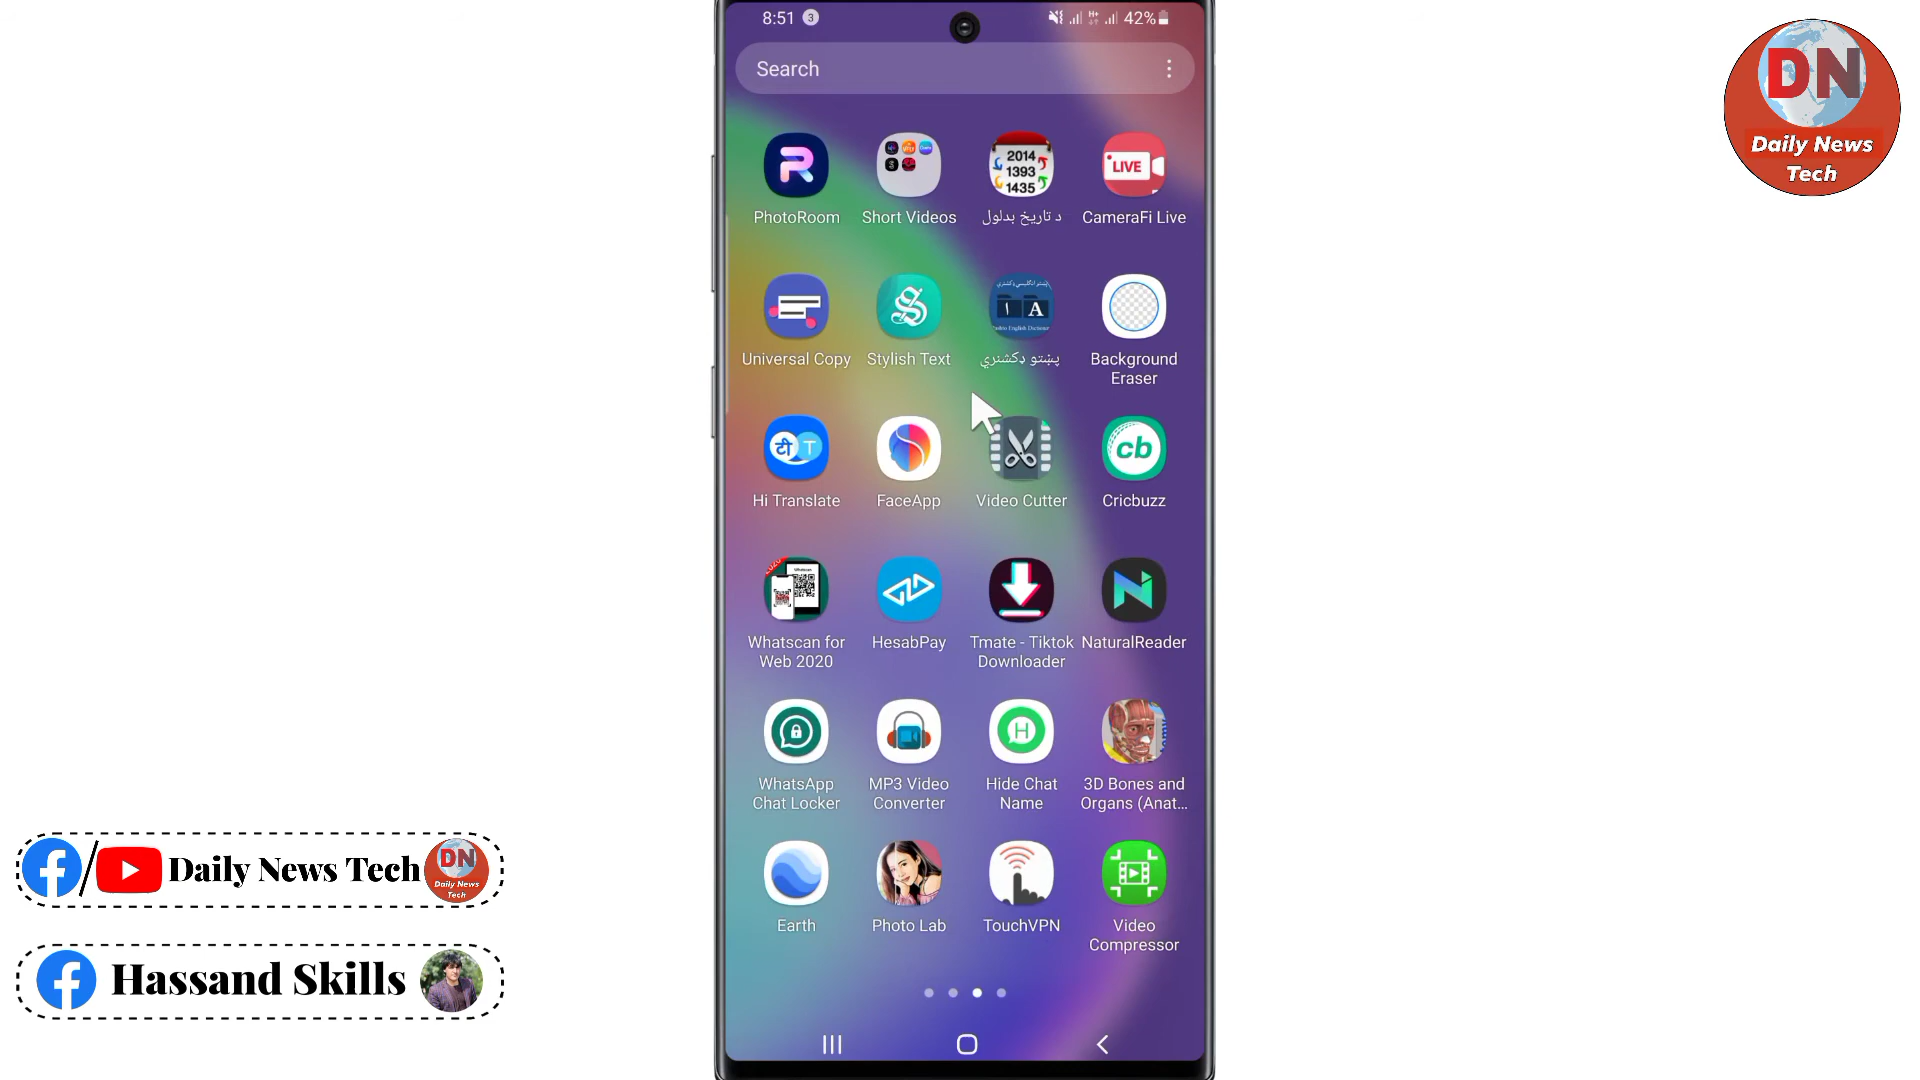 8:51 3
42%
Search
DN
Daily News
Tech
2014
1393
1435
LIVE
PhotoRoom
Short Videos
د تاريخ بدلول
CameraFi Live
Universal Copy
Stylish Text
پښتو ډکشنري
Background
Eraser
Hi Translate
FaceApp
Video Cutter
cb
Cricbuzz
Whatscan for
Web 2020
HesabPay
Tmate - Tiktok
Downloader
NaturalReader
WhatsApp
Chat Locker
MP3 Video
Converter
H
Hide Chat
Name
3D Bones and
Organs (Anat...
Earth
Photo Lab
TouchVPN
Video
Compressor
Daily News Tech
DN
Daily News
Tech
Hassand Skills